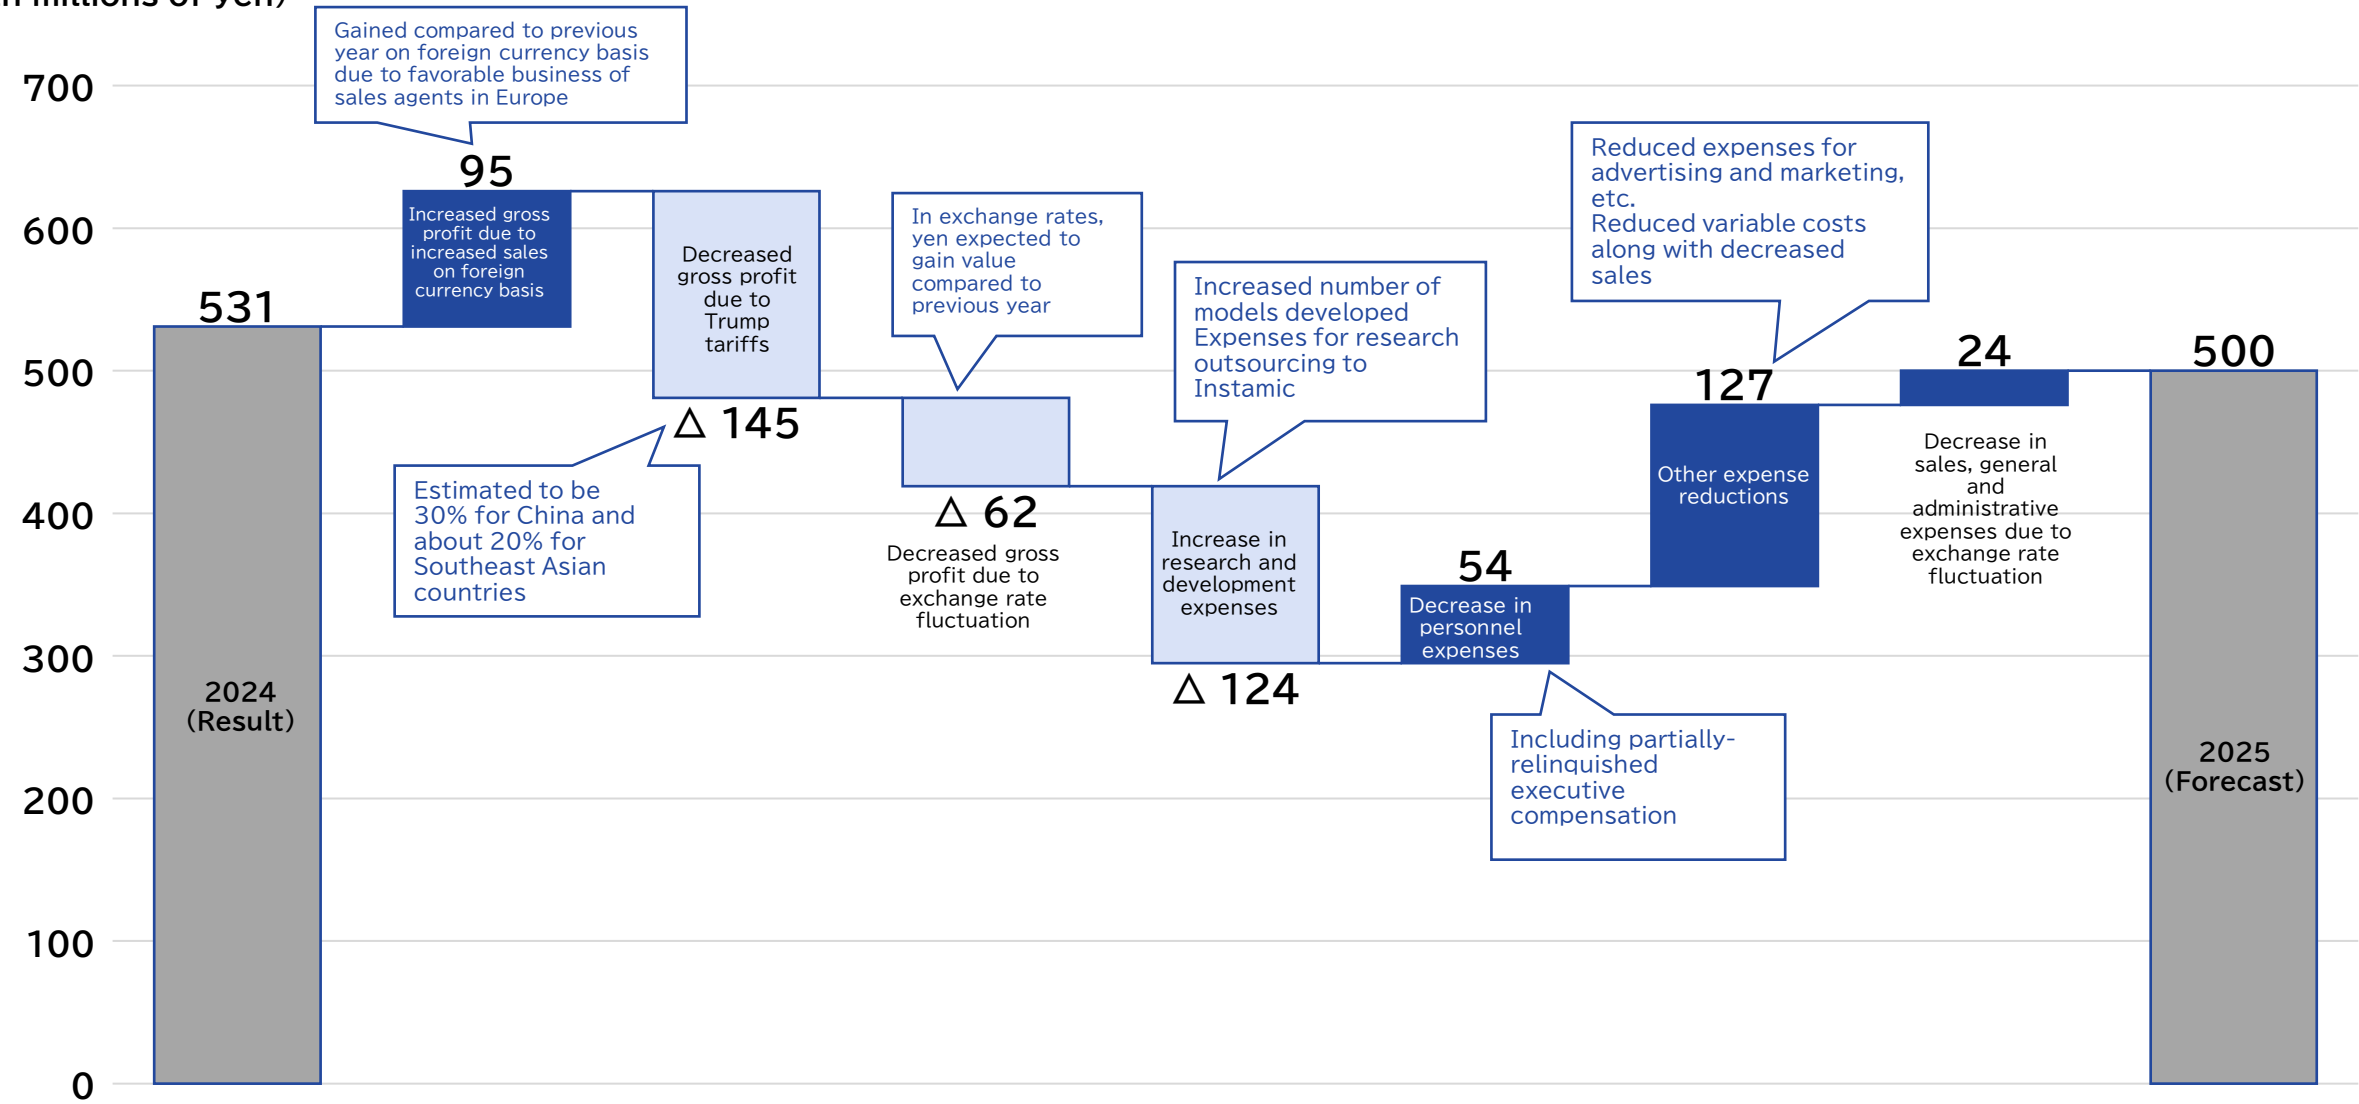 n millions of yen)
Gained compared to previous
year on foreign currency basis
due to favorable business of
sales agents in Europe
700
600
500
400
300
200
100
0
531
2024
(Result)
95
Increased gross
profit due to
increased sales
on foreign
currency basis
Decreased
gross profit
due to
Trump
tariffs
△ 145
Estimated to be
30% for China and
about 20% for
Southeast Asian
countries
In exchange rates,
yen expected to
gain value
compared to
previous year
△ 62
Decreased gross
profit due to
exchange rate
fluctuation
Increased number of
models developed
Expenses for research
outsourcing to
Instamic
Increase in
research and
development
expenses
△ 124
54
Decrease in
personnel
expenses
Including partially-
relinquished
executive
compensation
Reduced expenses for
advertising and marketing,
etc.
Reduced variable costs
along with decreased
sales
127
Other expense
reductions
24
Decrease in
sales, general
and
administrative
expenses due to
exchange rate
fluctuation
500
2025
(Forecast)